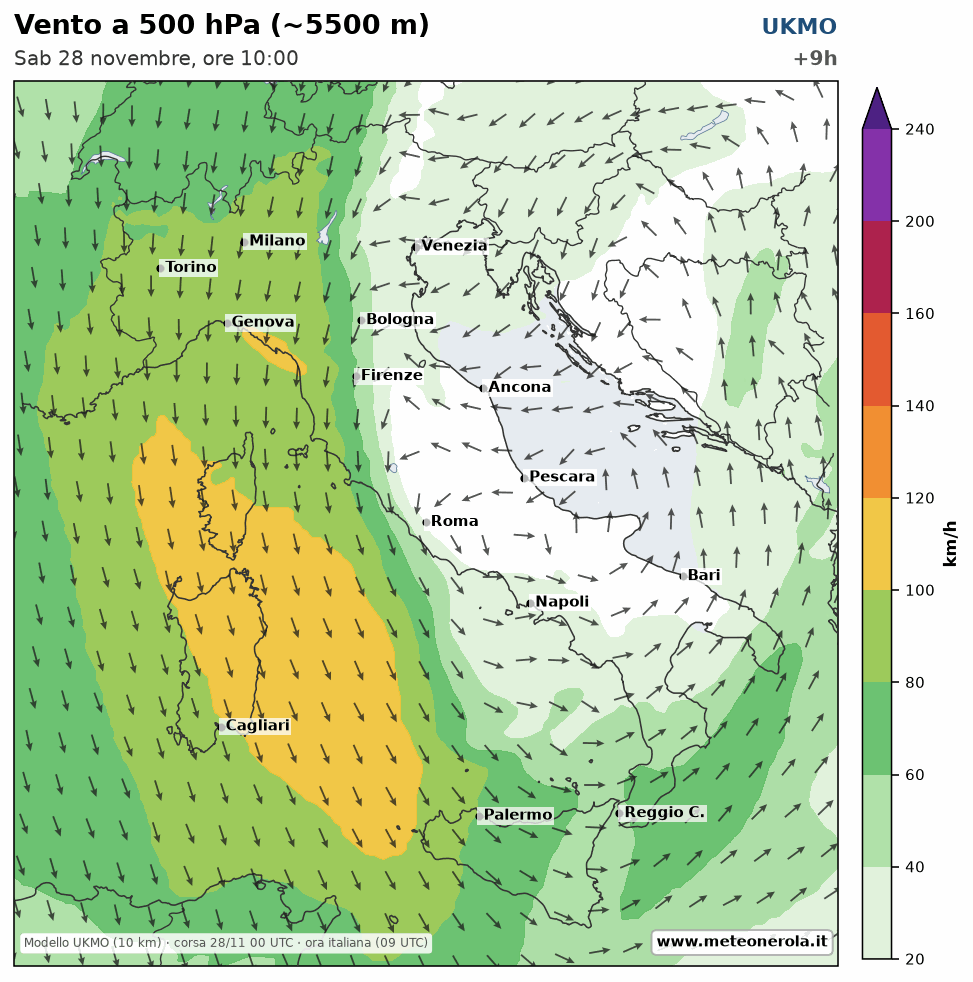 Vento a 500 hPa (~5500 m)
UKMO
Sab 28 novembre, ore 10:00
+9h
240
200
160
140
120
100
80
60
40
20
km/h
Milano
Venezia
Torino
Genova
Bologna
Firenze
Ancona
Pescara
Roma
Bari
Napoli
Cagliari
Palermo
Reggio C.
Modello UKMO (10 km) · corsa 28/11 00 UTC · ora italiana (09 UTC)
www.meteonerola.it